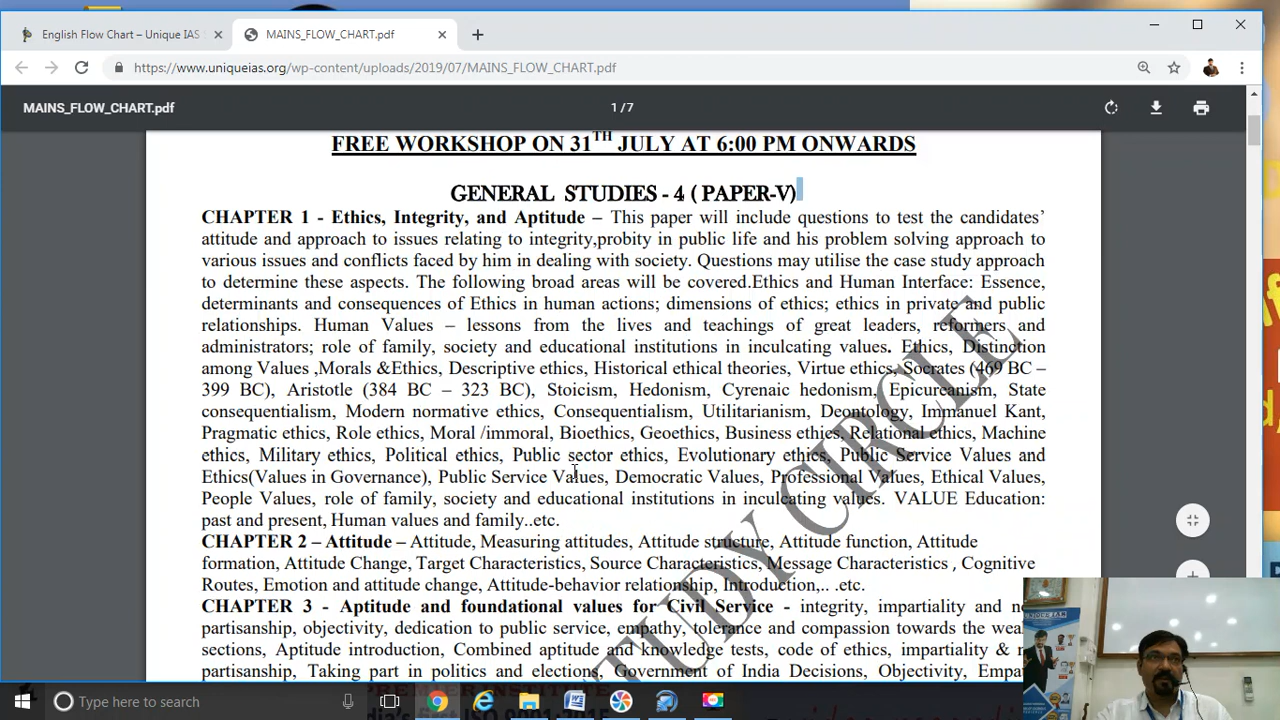 English Flow Chart – Unique IAS
MAINS_FLOW_CHART.pdf
https://www.uniqueias.org/wp-content/uploads/2019/07/MAINS_FLOW_CHART.pdf
MAINS_FLOW_CHART.pdf
1/7
FREE WORKSHOP ON 31TH JULY AT 6:00 PM ONWARDS
GENERAL STUDIES - 4 ( PAPER-V)
CHAPTER 1 - Ethics, Integrity, and Aptitude – This paper will include questions to test the candidates’
attitude and approach to issues relating to integrity,probity in public life and his problem solving approach to
various issues and conflicts faced by him in dealing with society. Questions may utilise the case study approach
to determine these aspects. The following broad areas will be covered.Ethics and Human Interface: Essence,
determinants and consequences of Ethics in human actions; dimensions of ethics; ethics in private and public
relationships. Human Values – lessons from the lives and teachings of great leaders, reformers and
administrators; role of family, society and educational institutions in inculcating values. Ethics, Distinction
among Values ,Morals &Ethics, Descriptive ethics, Historical ethical theories, Virtue ethics, Socrates (469 BC –
399 BC), Aristotle (384 BC – 323 BC), Stoicism, Hedonism, Cyrenaic hedonism, Epicureanism, State
consequentialism, Modern normative ethics, Consequentialism, Utilitarianism, Deontology, Immanuel Kant,
Pragmatic ethics, Role ethics, Moral /immoral, Bioethics, Geoethics, Business ethics, Relational ethics, Machine
ethics, Military ethics, Political ethics, Public sector ethics, Evolutionary ethics, Public Service Values and
Ethics(Values in Governance), Public Service Values, Democratic Values, Professional Values, Ethical Values,
People Values, role of family, society and educational institutions in inculcating values. VALUE Education:
past and present, Human values and family..etc.
CHAPTER 2 – Attitude – Attitude, Measuring attitudes, Attitude structure, Attitude function, Attitude
formation, Attitude Change, Target Characteristics, Source Characteristics, Message Characteristics , Cognitive
Routes, Emotion and attitude change, Attitude-behavior relationship, Introduction,.. .etc.
CHAPTER 3 - Aptitude and foundational values for Civil Service - integrity, impartiality and
partisanship, objectivity, dedication to public service, empathy, tolerance and compassion towards the
sections, Aptitude introduction, Combined aptitude and knowledge tests, code of ethics, impartiality &
partisanship, Taking part in politics and elections, Government of India Decisions, Objectivity,
STUDY CIRCLE
Type here to search